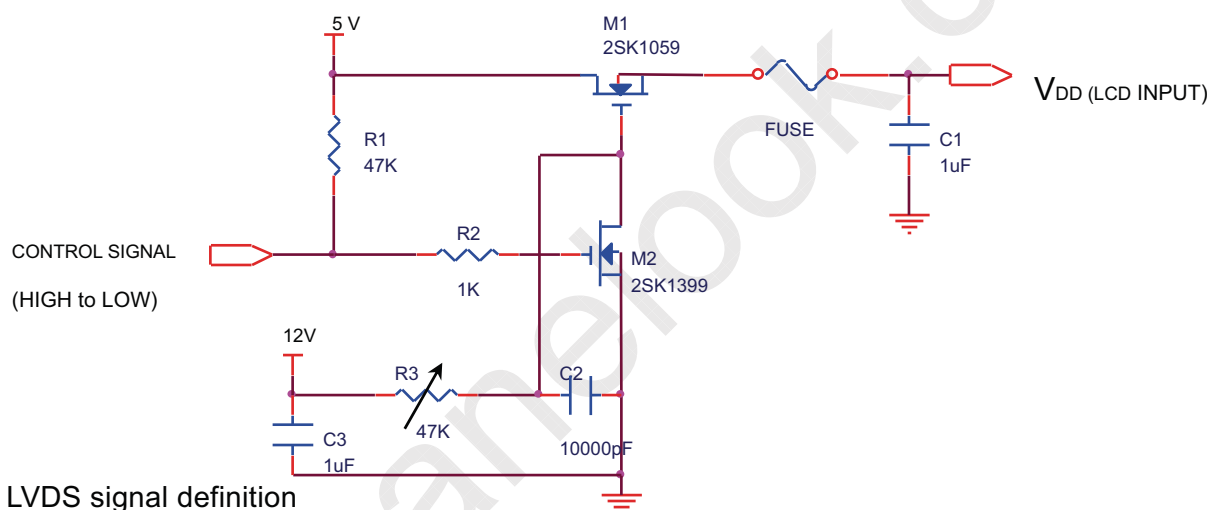 5 V
M1
2SK1059
VDD (LCD INPUT)
FUSE
R1
47K
C1
1uF
CONTROL SIGNAL
(HIGH to LOW)
R2
1K
M2
2SK1399
12V
R3
47K
C2
10000pF
C3
1uF
LVDS signal definition
anelook.